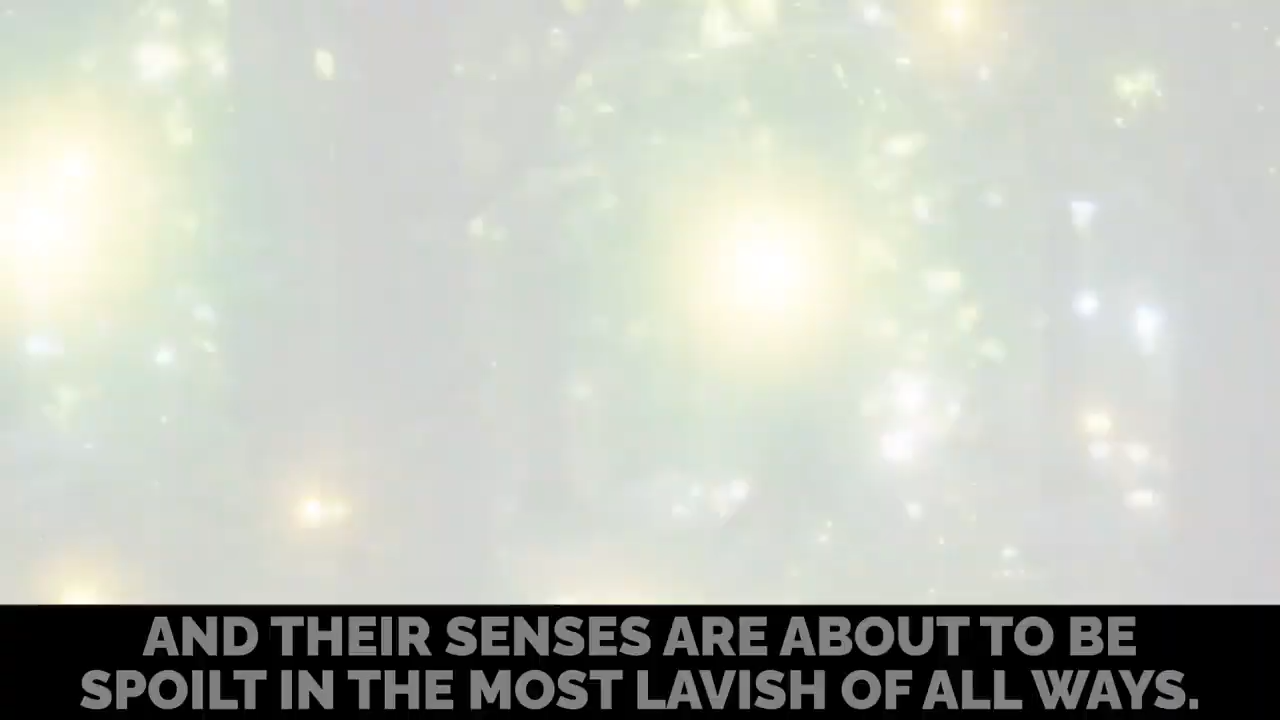 AND THEIR SENSES ARE ABOUT TO BE
SPOILT IN THE MOST LAVISH OF ALL WAYS.